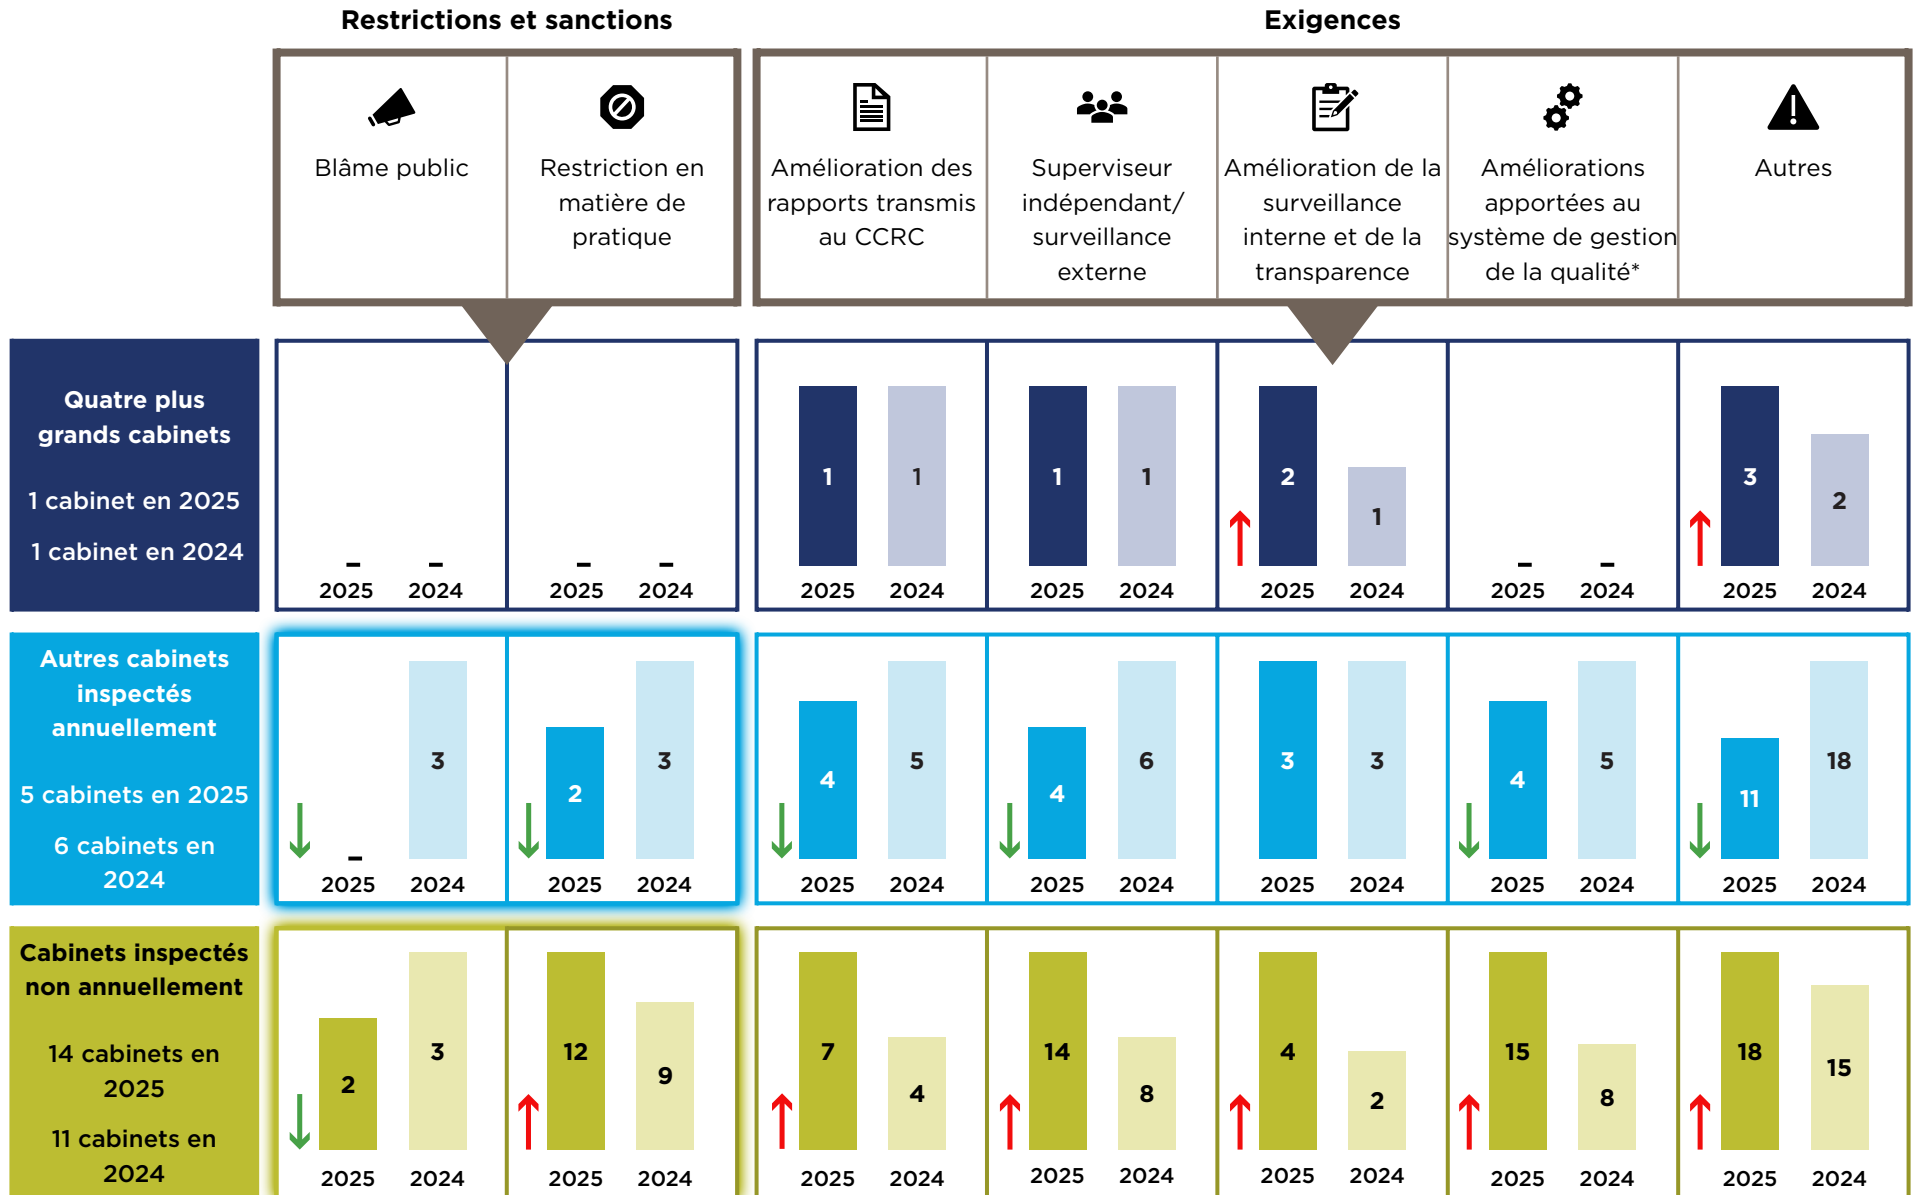 Restrictions et sanctions
Exigences
Blâme public
Restriction en
matière de
pratique
Amélioration des
rapports transmis
au CCRC
Superviseur
indépendant/
surveillance
externe
Amélioration de la
surveillance
interne et de la
transparence
Améliorations
apportées au
système de gestion
de la qualité*
Autres
Quatre plus
grands cabinets
1 cabinet en 2025
1 cabinet en 2024
– –
2025 2024
– –
2025 2024
1 1
2025 2024
1 1
2025 2024
2 1
2025 2024
– –
2025 2024
3 2
2025 2024
Autres cabinets
inspectés
annuellement
5 cabinets en 2025
6 cabinets en
2024
– 3
2025 2024
2 3
2025 2024
4 5
2025 2024
4 6
2025 2024
3 3
2025 2024
4 5
2025 2024
11 18
2025 2024
Cabinets inspectés
non annuellement
14 cabinets en
2025
11 cabinets en
2024
2 3
2025 2024
12 9
2025 2024
7 4
2025 2024
14 8
2025 2024
4 2
2025 2024
15 8
2025 2024
18 15
2025 2024